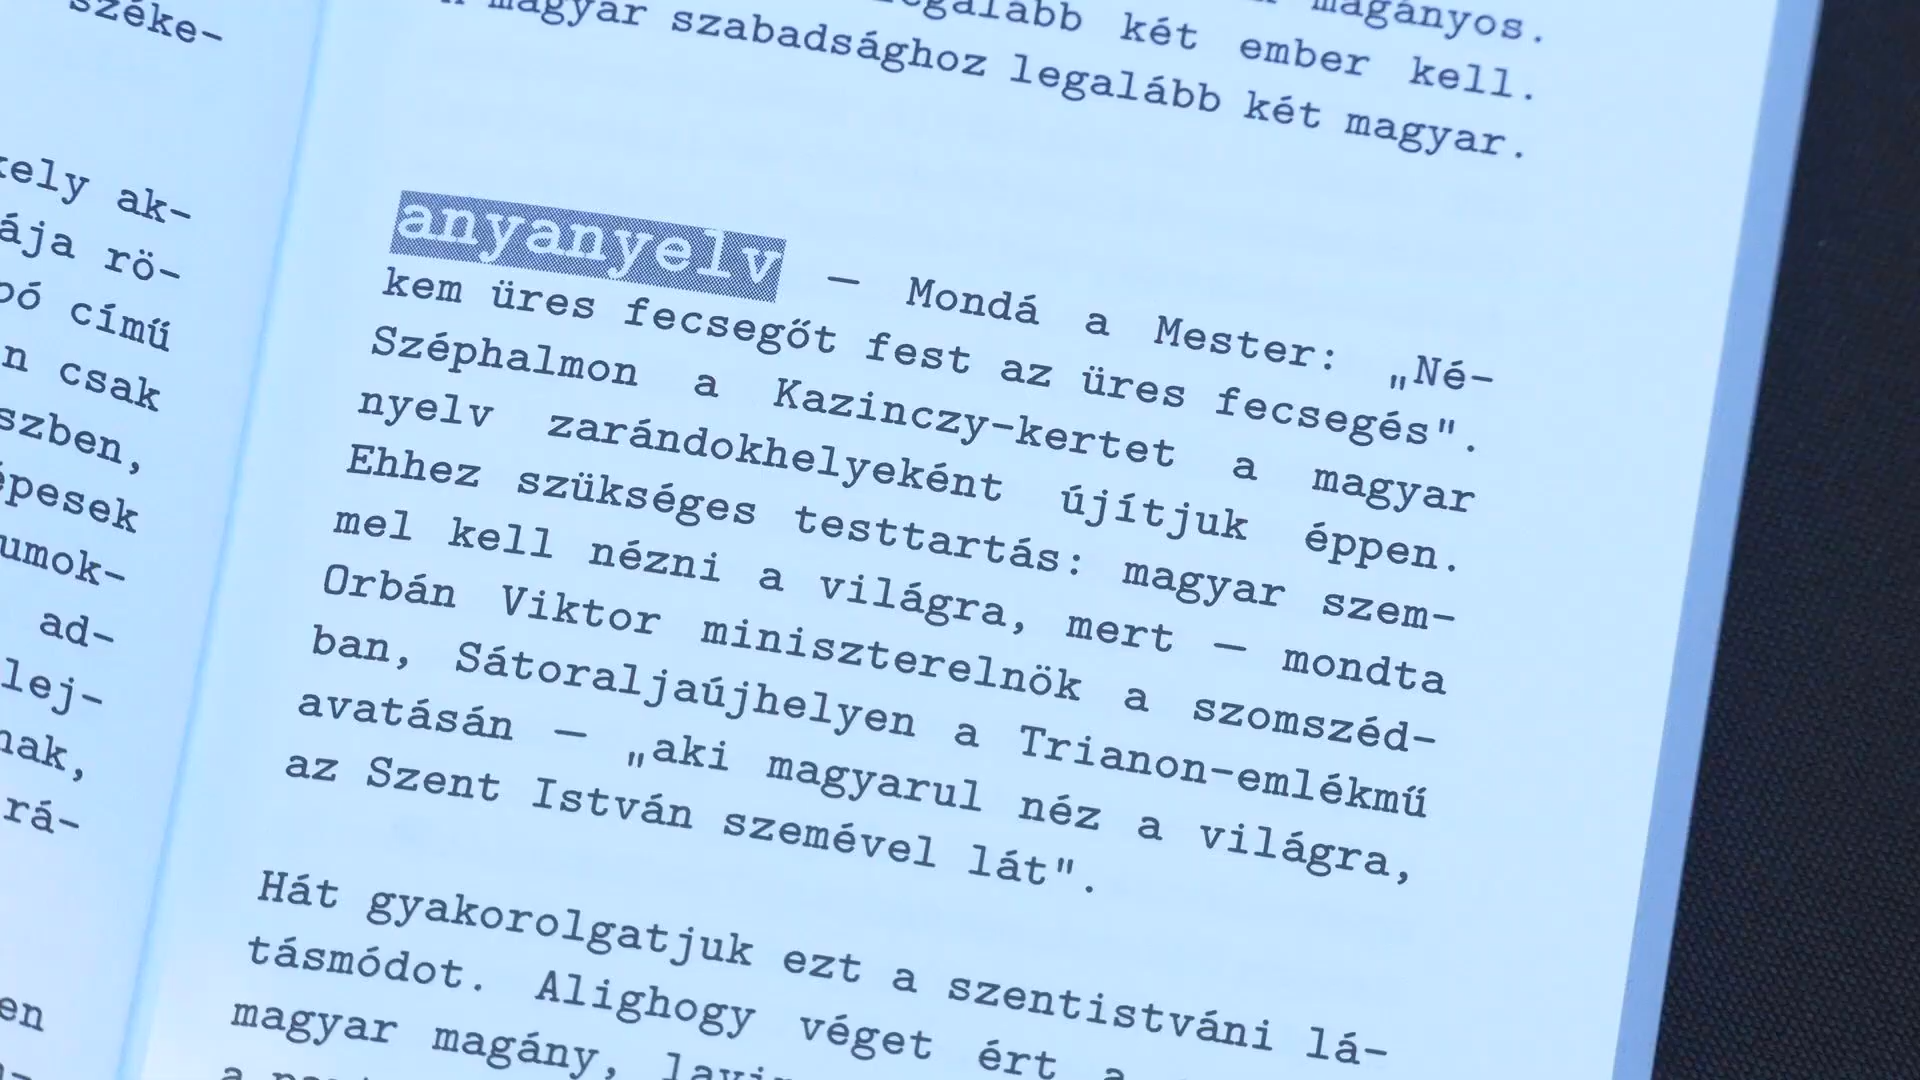 széke-
ely ak-
ája rö-
című
n csak
szben,
épesek
umok-
ad-
lej-
nak,
rá-
en
magányos.
legalább két ember kell.
magyar szabadsághoz legalább két magyar.
anyanyelv – Mondá a Mester: „Né-
kem üres fecsegőt fest az üres fecsegés".
Széphalmon a Kazinczy-kertet a magyar
nyelv zarándokhelyeként újítjuk éppen.
Ehhez szükséges testtartás: magyar szem-
mel kell nézni a világra, mert – mondta
Orbán Viktor miniszterelnök a szomszéd-
ban, Sátoraljaújhelyen a Trianon-emlékmű
avatásán – „aki magyarul néz a világra,
az Szent István szemével lát".
Hát gyakorolgatjuk ezt a szentistváni lá-
tásmódot. Alighogy véget ért a
magyar magány,